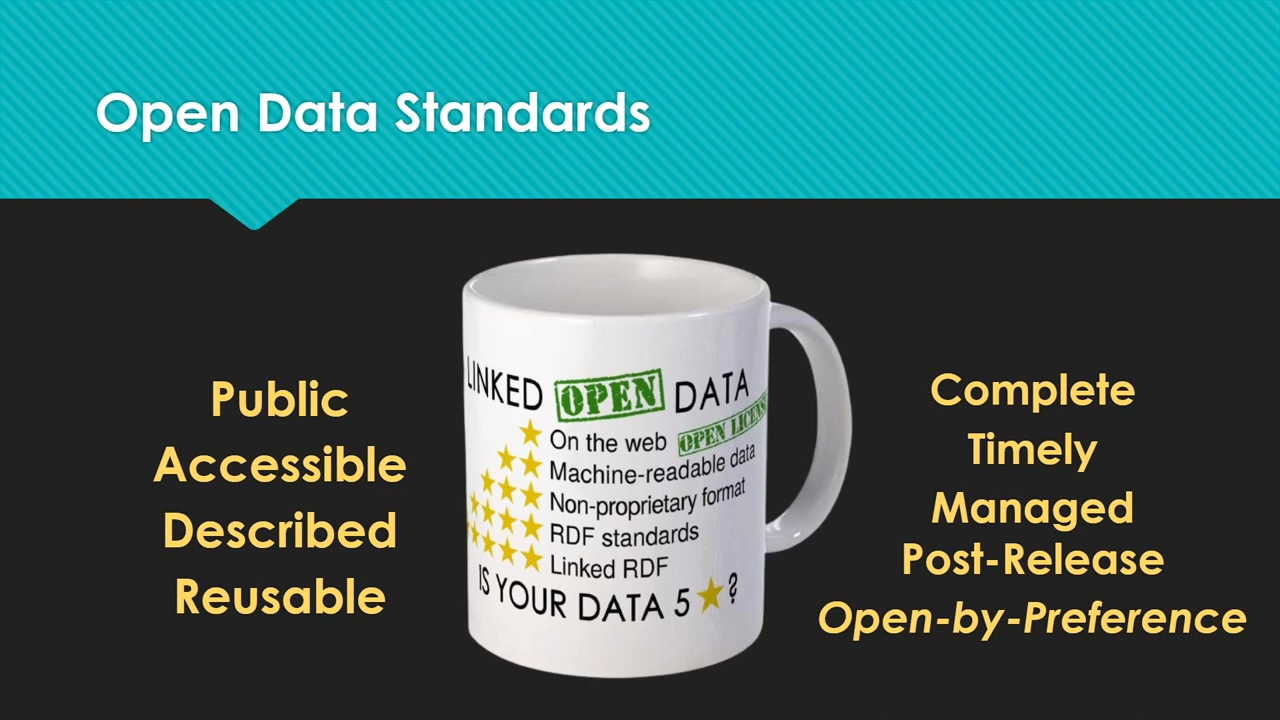 Open Data Standards
Public
Accessible
Described
Reusable
LINKED OPEN DATA
On the web OPEN LICENSE
Machine-readable data
Non-proprietary format
RDF standards
Linked RDF
IS YOUR DATA 5 ★ ?
Complete
Timely
Managed
Post-Release
Open-by-Preference